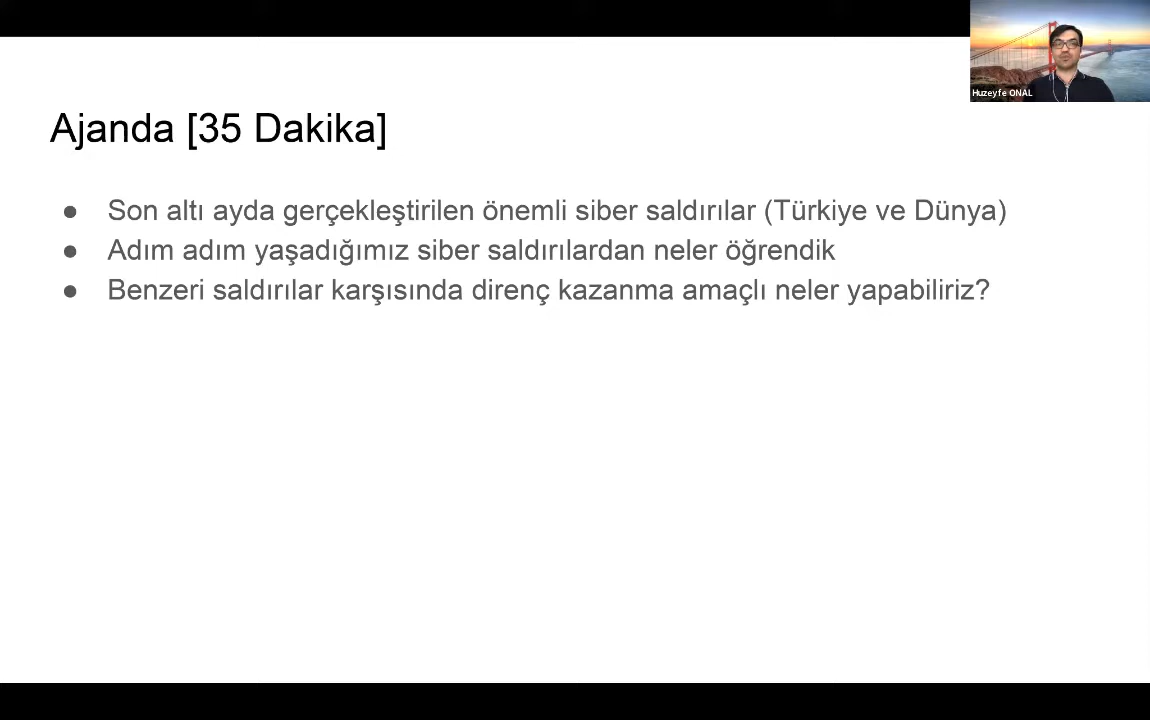 Huzeyfe ÖNAL
Ajanda [35 Dakika]
● Son altı ayda gerçekleştirilen önemli siber saldırılar (Türkiye ve Dünya)
● Adım adım yaşadığımız siber saldırılardan neler öğrendik
● Benzeri saldırılar karşısında direnç kazanma amaçlı neler yapabiliriz?